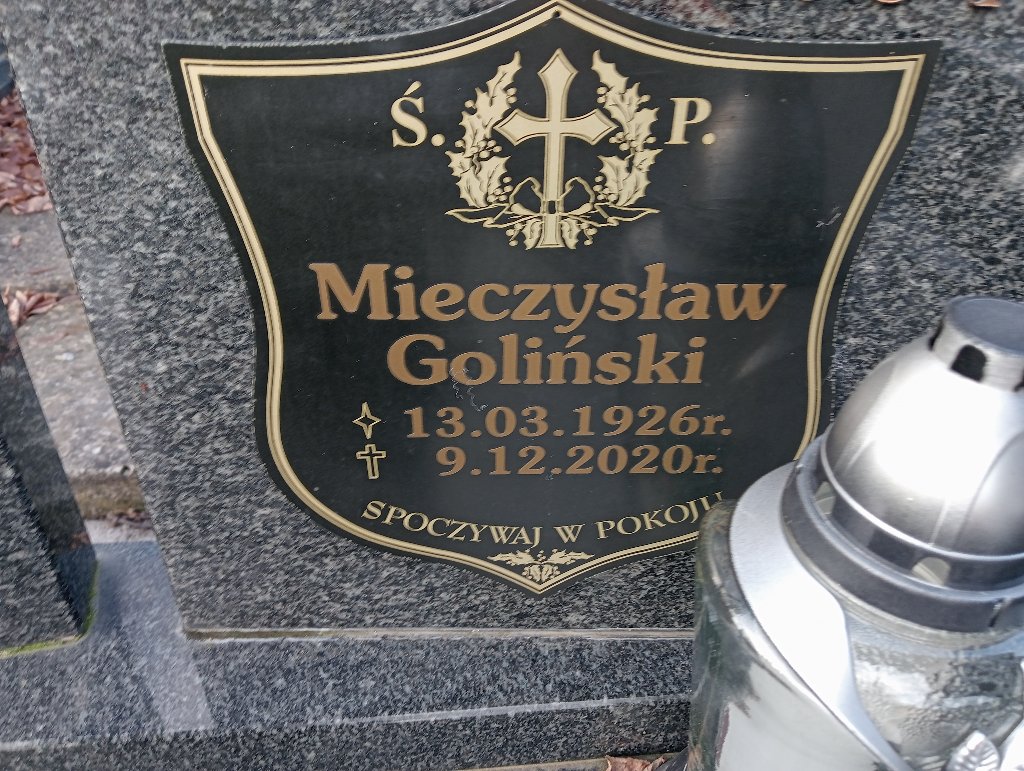 Ś. P.
Mieczysław
Goliński
13.03.1926r.
9.12.2020r.
SPOCZYWAJ W POKOJU